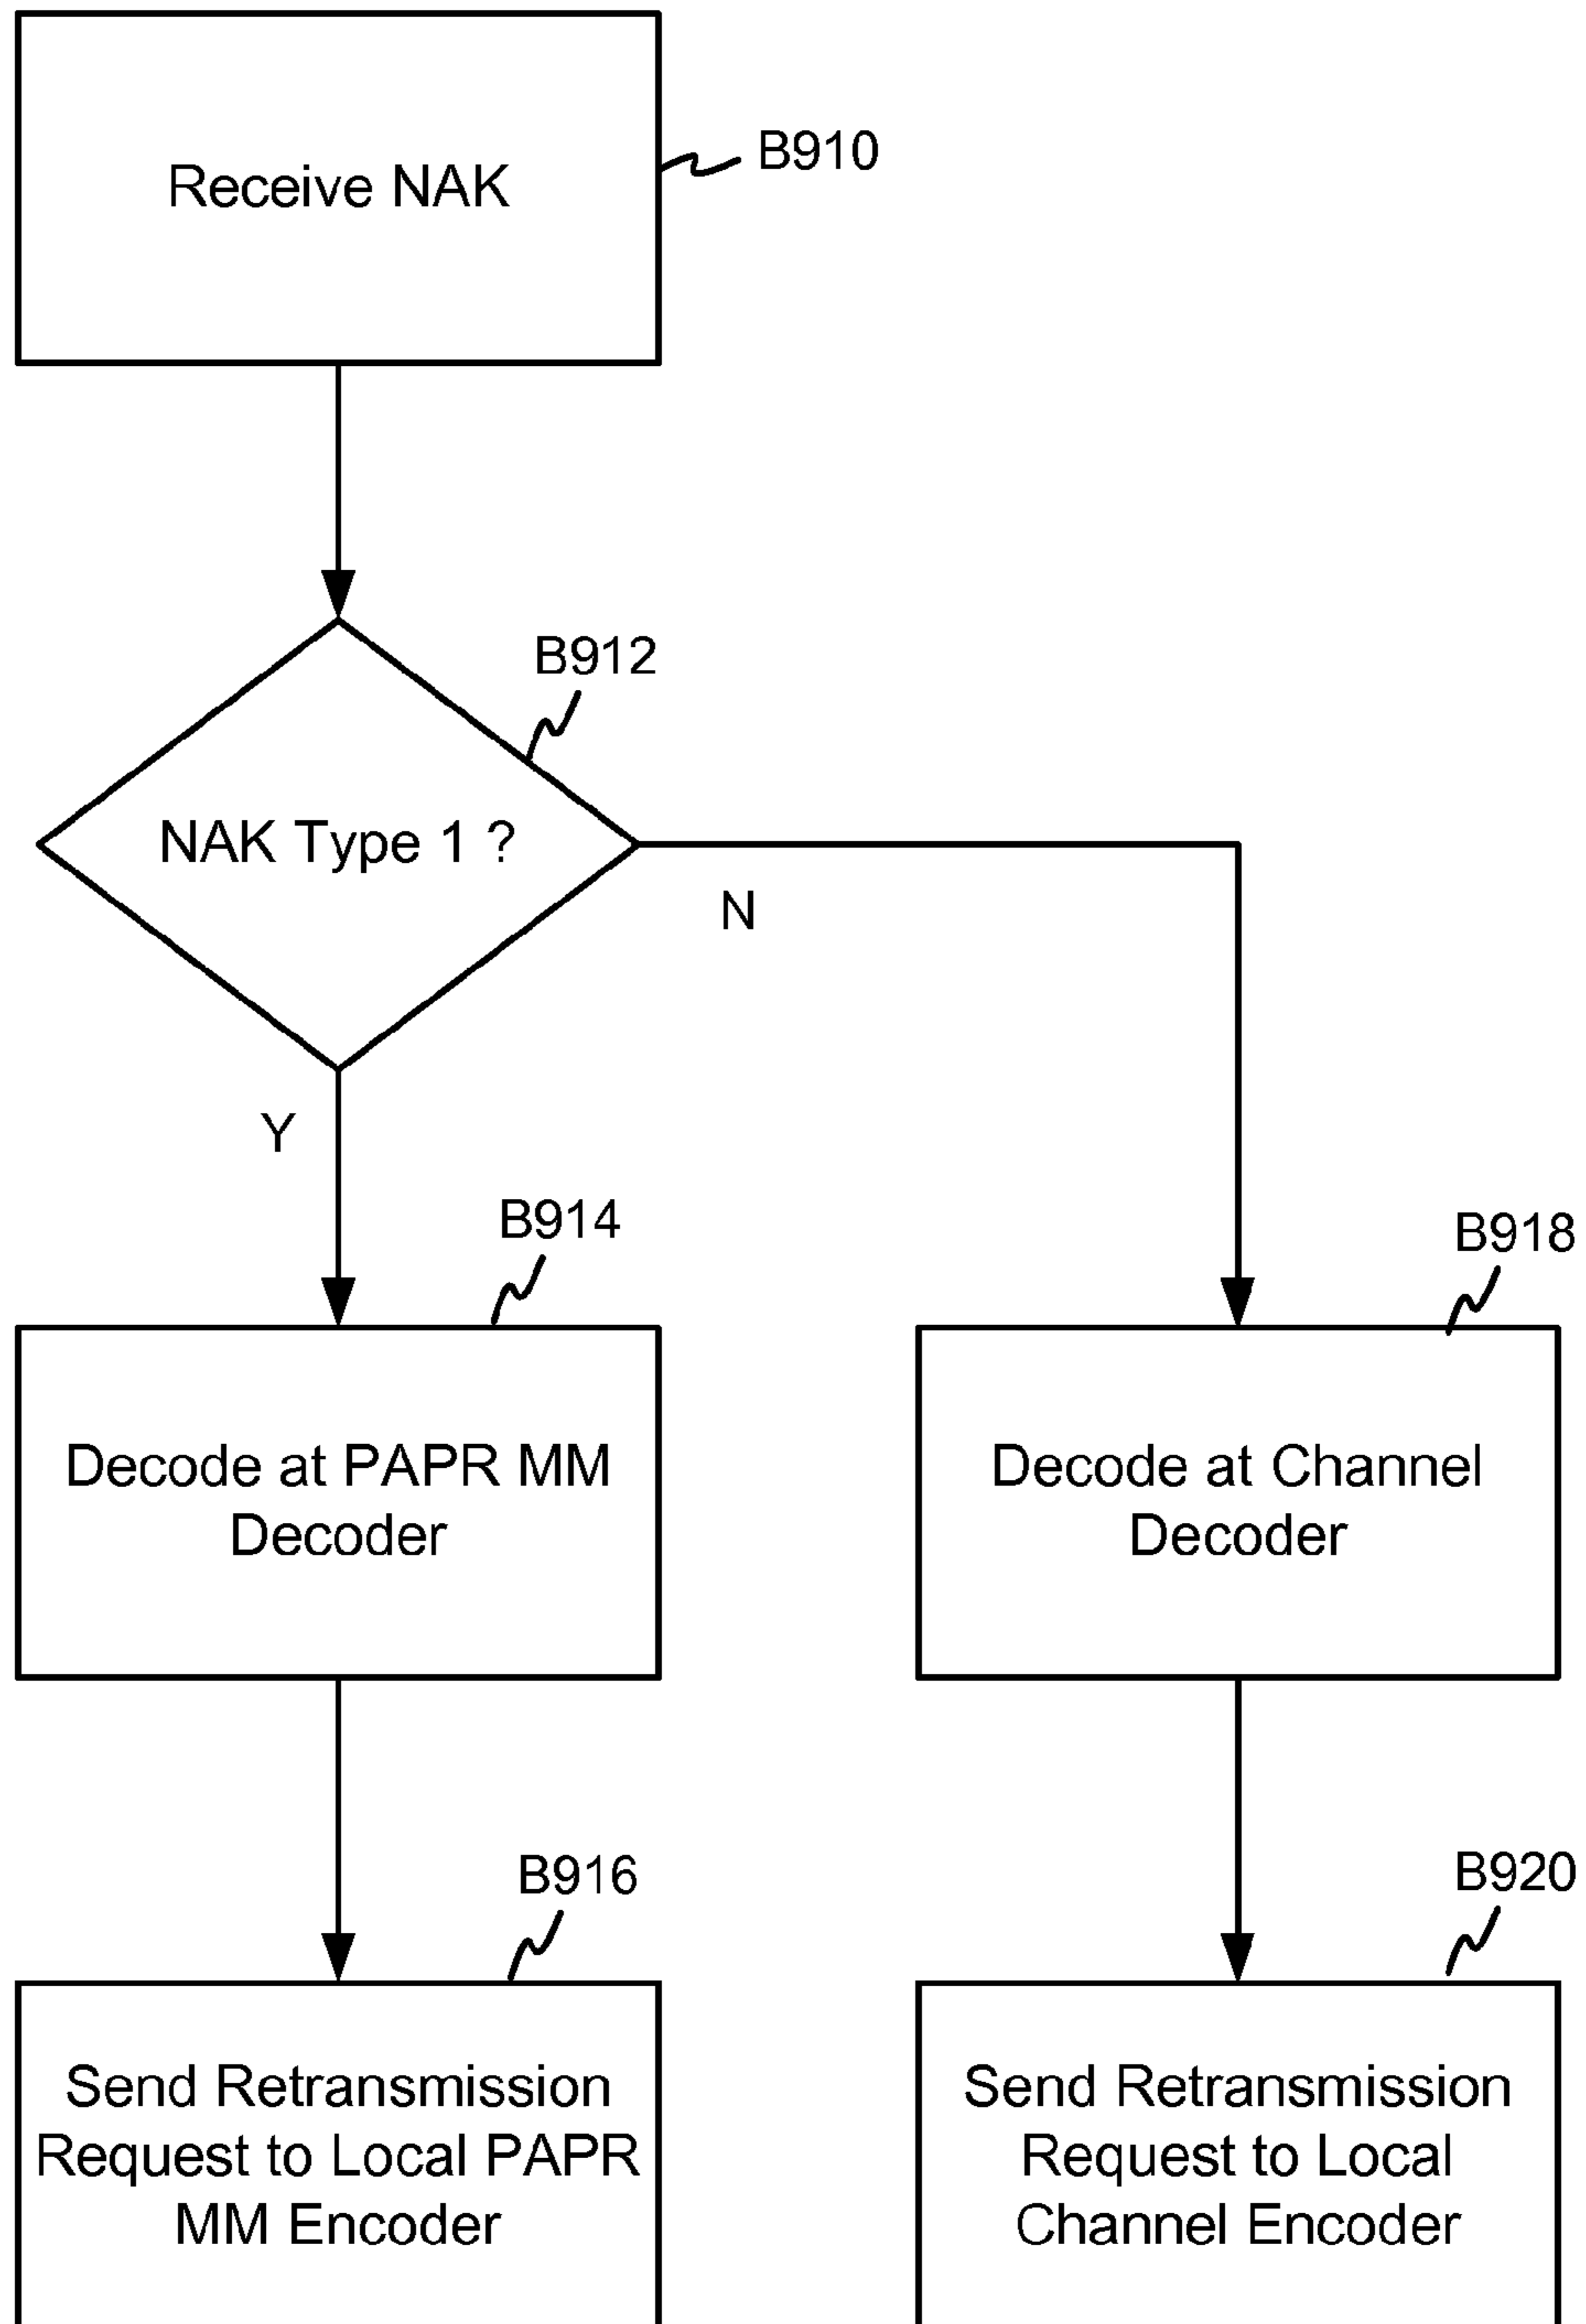 Receive NAK
B910
B912
NAK Type 1 ?
N
Y
B914
B918
Decode at PAPR MM
Decoder
Decode at Channel
Decoder
B916
B920
Send Retransmission
Request to Local PAPR
MM Encoder
Send Retransmission
Request to Local
Channel Encoder